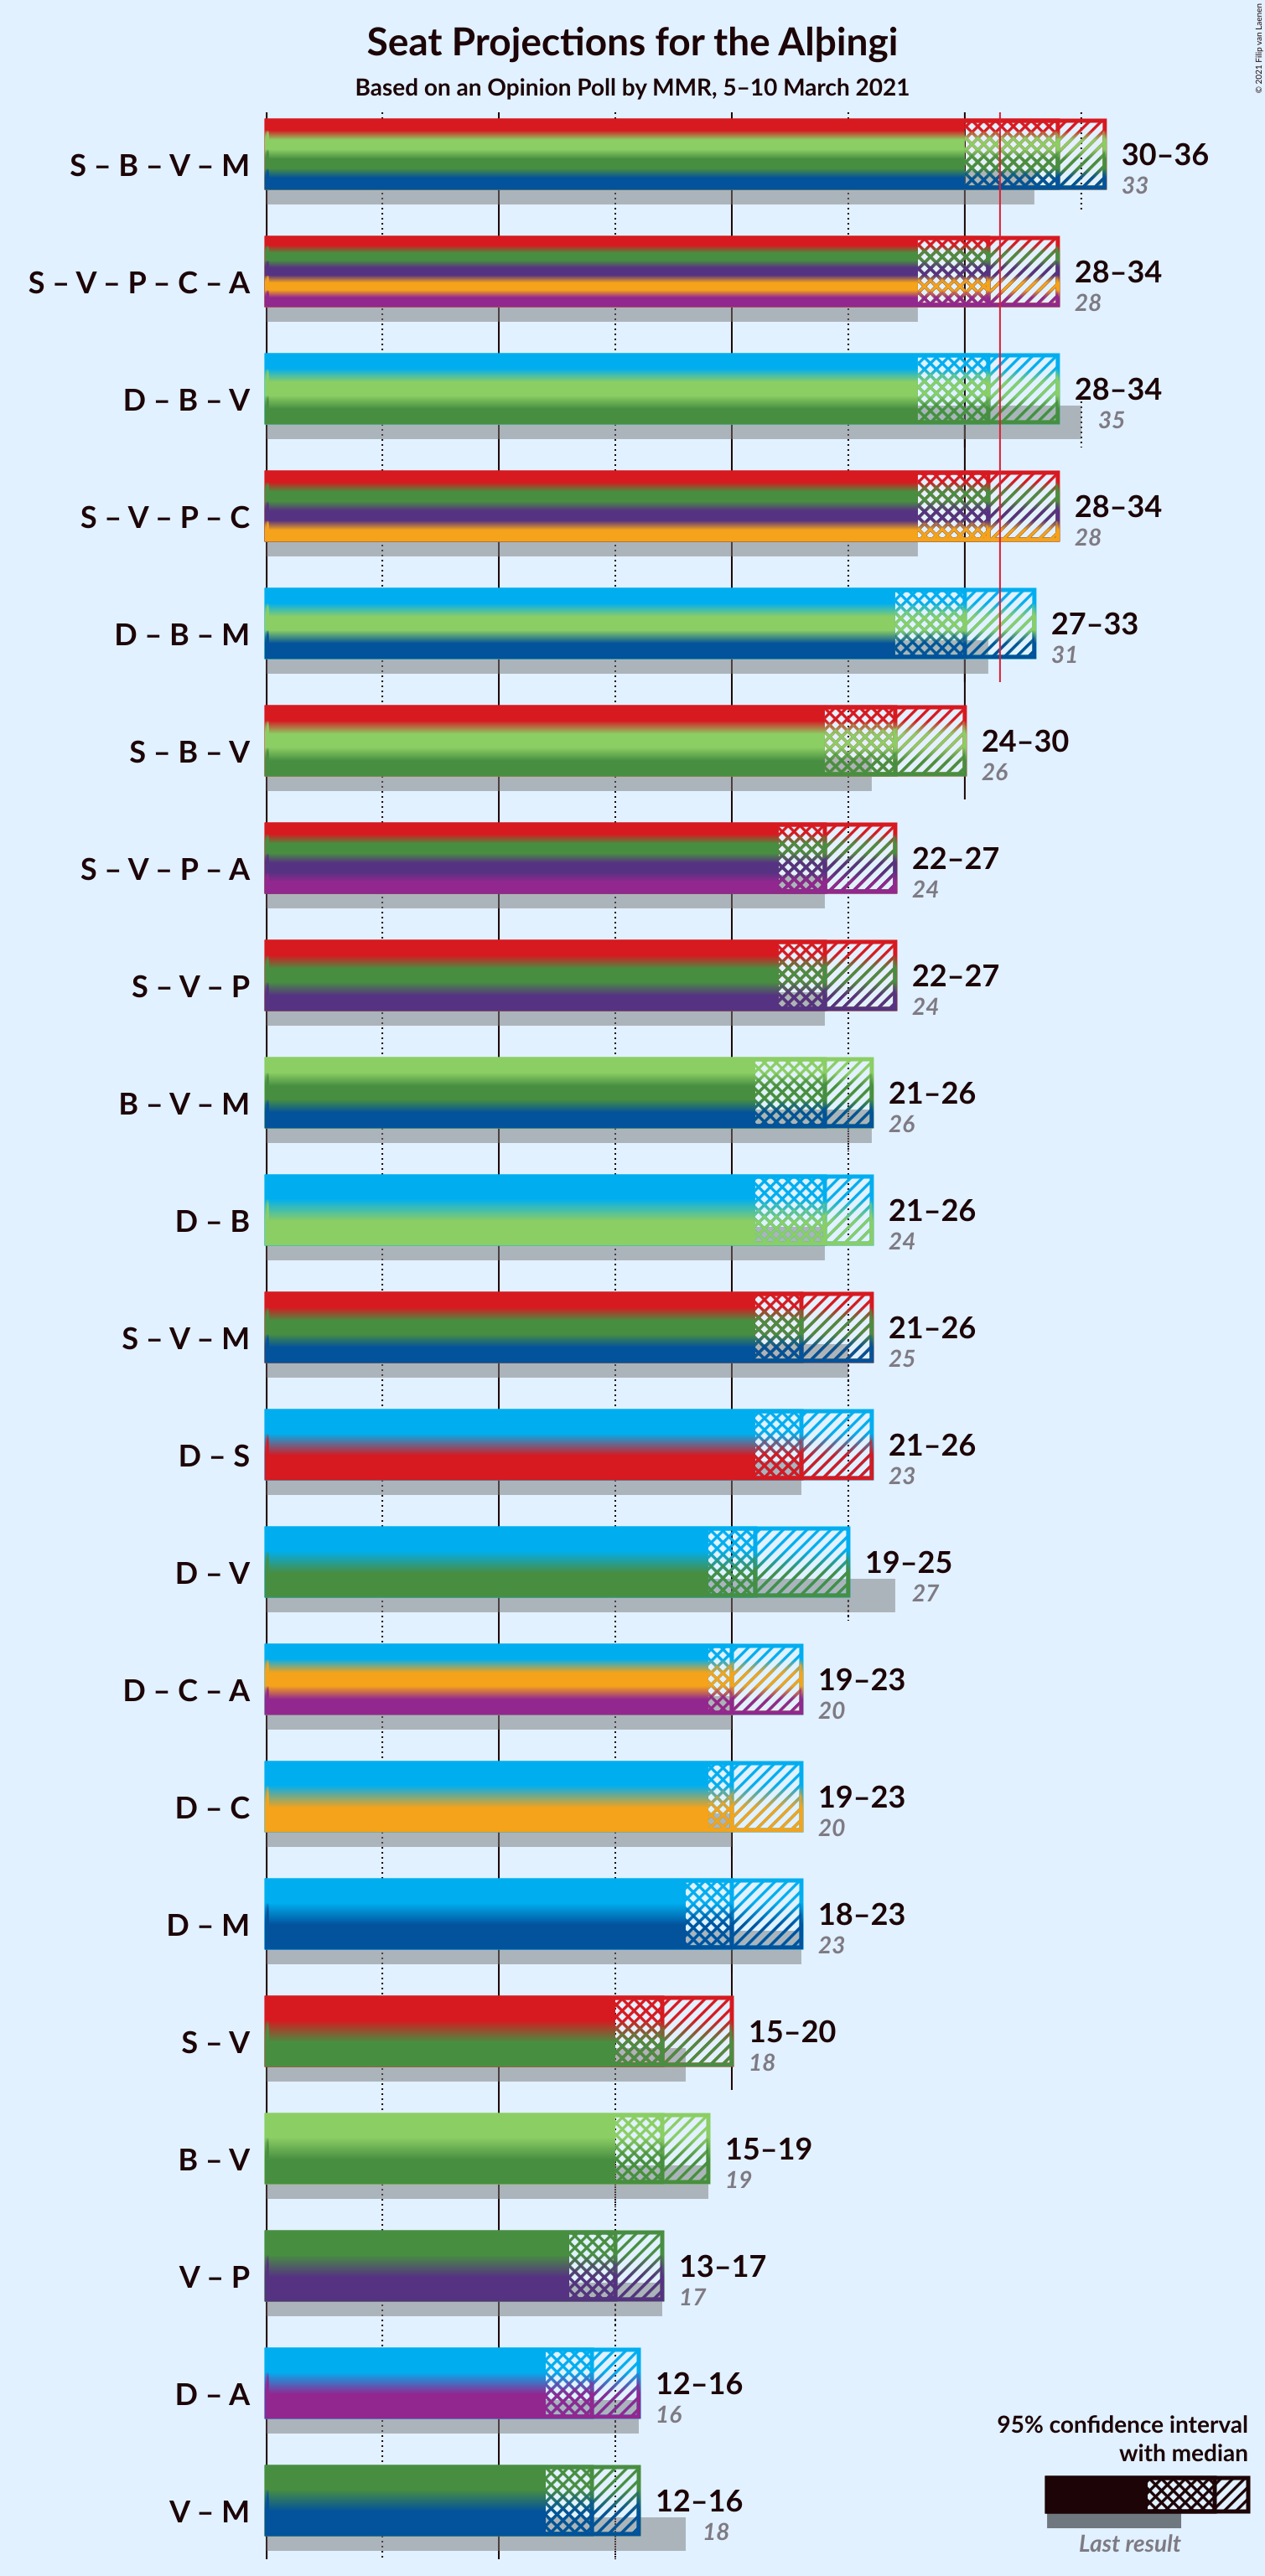 © 2021 Filip van Laenen
Seat Projections for the Alþingi
Based on an Opinion Poll by MMR, 5–10 March 2021
S – B – V – M
30–36
33
S – V – P – C – A
28–34
28
D – B – V
28–34
35
S – V – P – C
28–34
28
D – B – M
27–33
31
S – B – V
24–30
26
S – V – P – A
22–27
24
S – V – P
22–27
24
B – V – M
21–26
26
D – B
21–26
24
S – V – M
21–26
25
D – S
21–26
23
D – V
19–25
27
D – C – A
19–23
20
D – C
19–23
20
D – M
18–23
23
S – V
15–20
18
B – V
15–19
19
V – P
13–17
17
D – A
12–16
16
V – M
12–16
18
95% confidence interval
with median
Last result